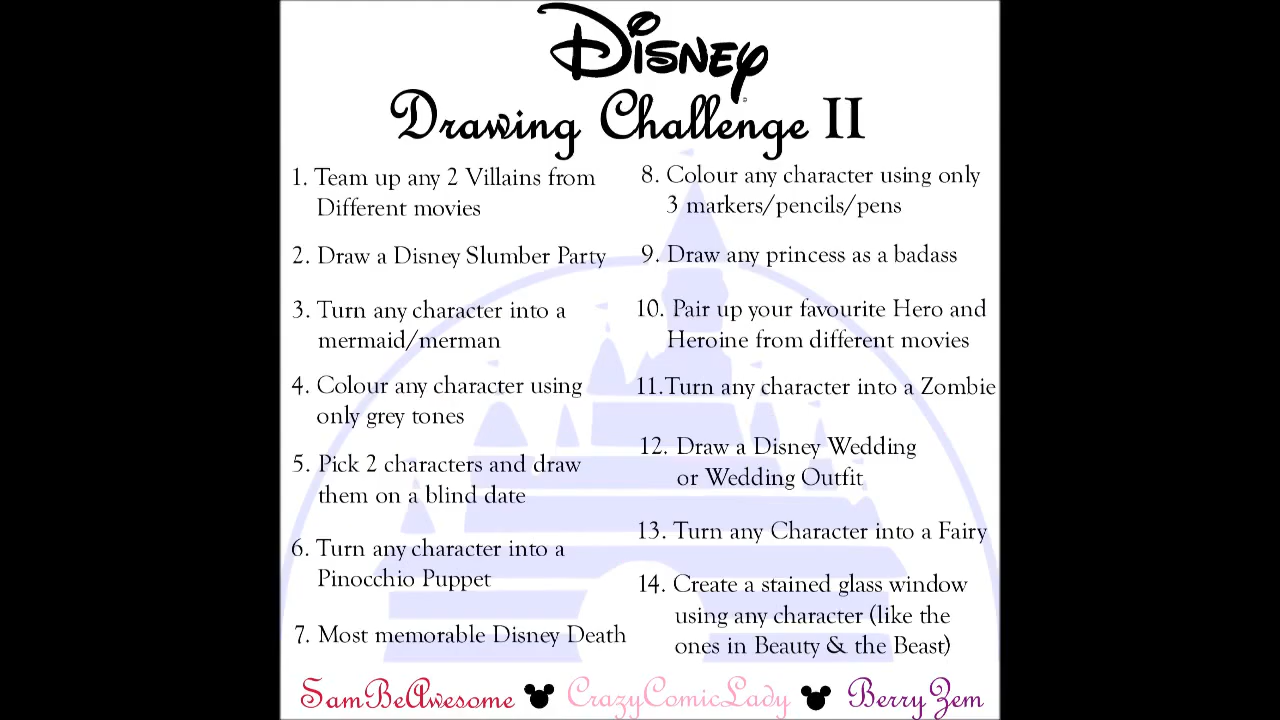 Disney
Drawing Challenge II
1. Team up any 2 Villains from
Different movies
2. Draw a Disney Slumber Party
3. Turn any character into a
mermaid/merman
4. Colour any character using
only grey tones
5. Pick 2 characters and draw
them on a blind date
6. Turn any character into a
Pinocchio Puppet
7. Most memorable Disney Death
8. Colour any character using only
3 markers/pencils/pens
9. Draw any princess as a badass
10. Pair up your favourite Hero and
Heroine from different movies
11.Turn any character into a Zombie
12. Draw a Disney Wedding
or Wedding Outfit
13. Turn any Character into a Fairy
14. Create a stained glass window
using any character (like the
ones in Beauty & the Beast)
SamBeAwesome CrazyComicLady BerryZem